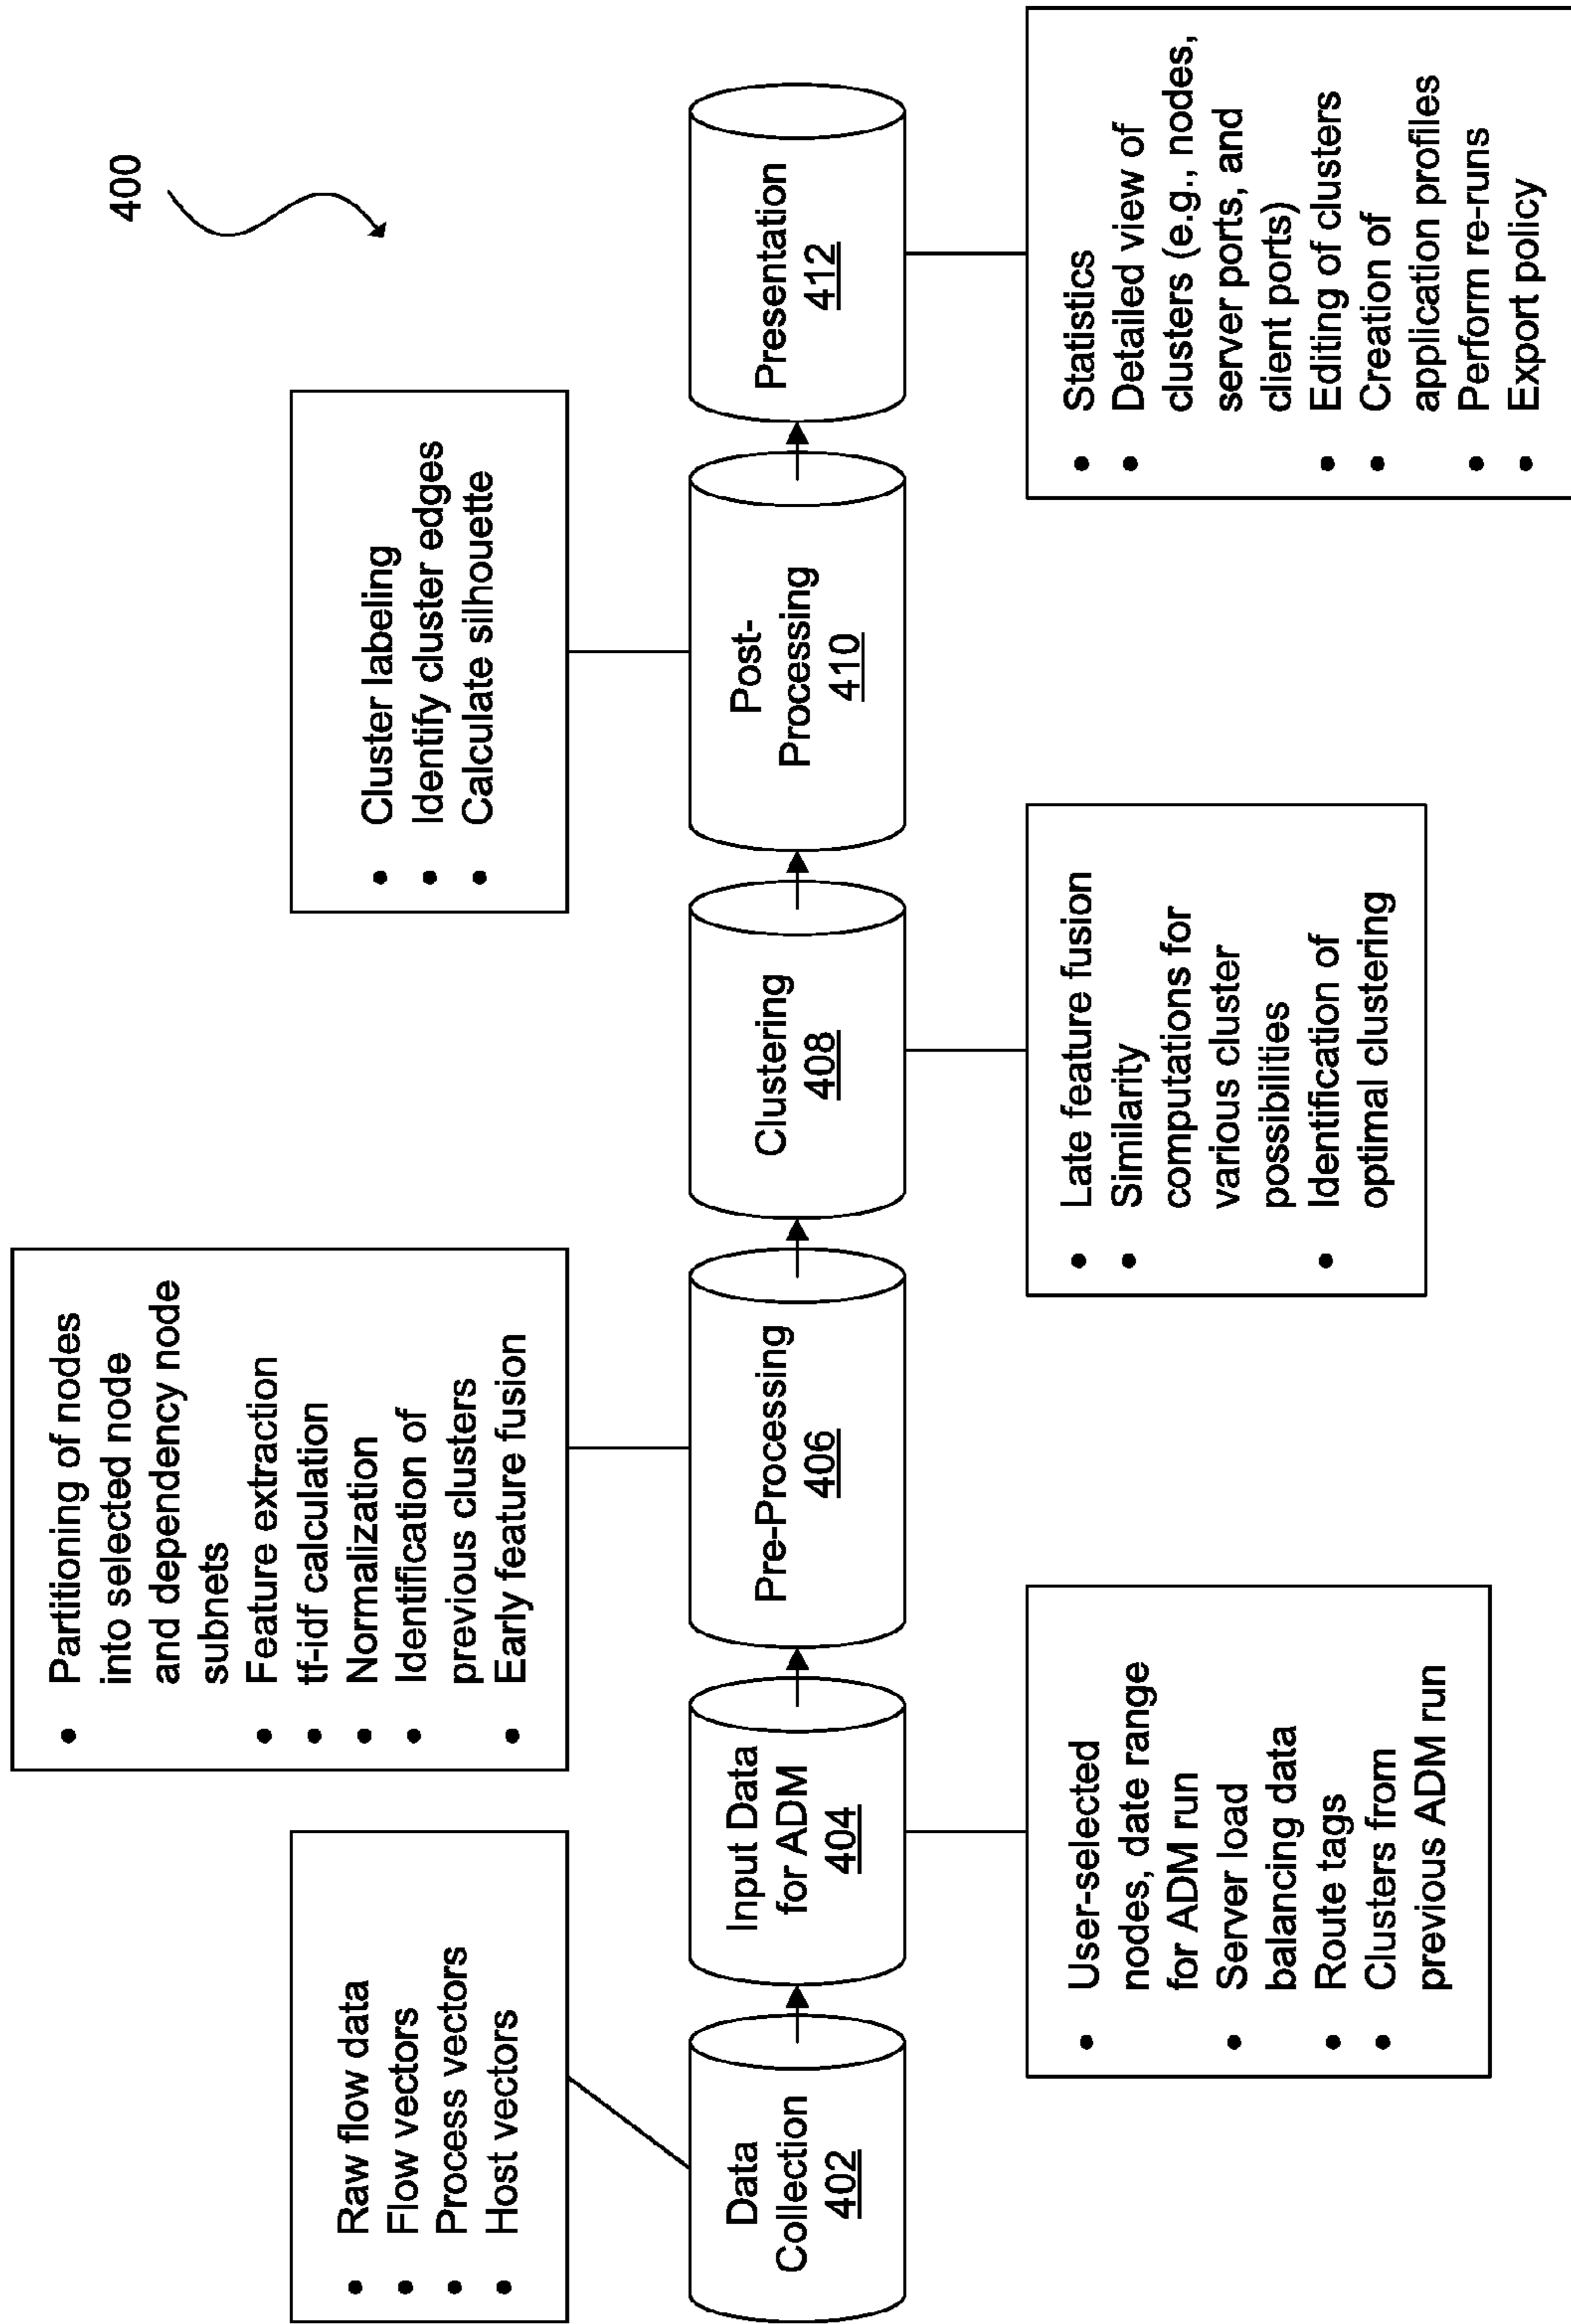 400
• Raw flow data
• Flow vectors
• Process vectors
• Host vectors
• Partitioning of nodes
into selected node
and dependency node
subnets
• Feature extraction
• tf-idf calculation
• Normalization
• Identification of
previous clusters
• Early feature fusion
• Cluster labeling
• Identify cluster edges
• Calculate silhouette
Data
Collection
402
Input Data
for ADM
404
Pre-Processing
406
Clustering
408
Post-
Processing
410
Presentation
412
• User-selected
nodes, date range
for ADM run
• Server load
balancing data
• Route tags
• Clusters from
previous ADM run
• Late feature fusion
• Similarity
computations for
various cluster
possibilities
• Identification of
optimal clustering
• Statistics
• Detailed view of
clusters (e.g., nodes,
server ports, and
client ports)
• Editing of clusters
• Creation of
application profiles
• Perform re-runs
• Export policy